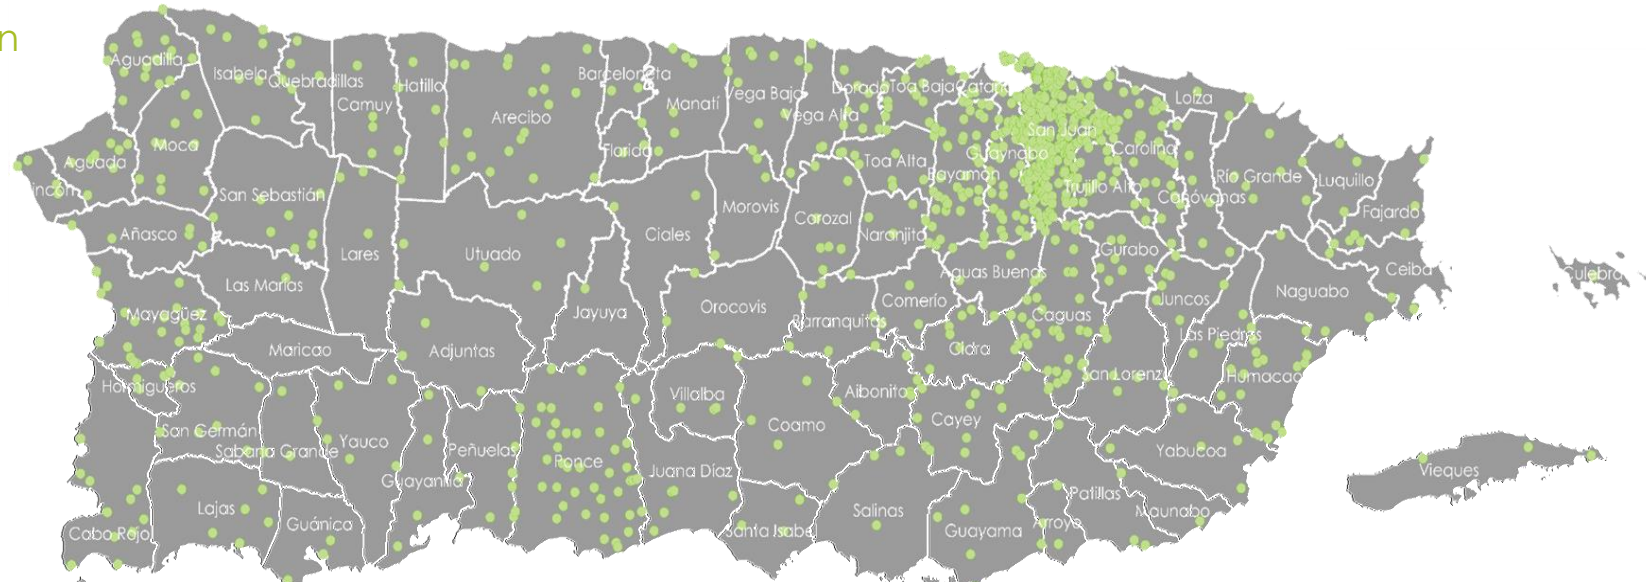 n
Aguadilla
Isabela
Quebradillas
Camuy
Hatillo
Arecibo
Barceloneta
Manatí
Vega Baja
Vega Alta
Dorado
Toa Baja
Cataño
Loíza
San Juan
Moca
Aguada
Rincón
Florida
Toa Alta
Bayamón
Guaynabo
Carolina
Trujillo Alto
Canóvanas
Río Grande
Luquillo
Fajardo
San Sebastián
Añasco
Lares
Utuado
Ciales
Morovis
Corozal
Naranjito
Aguas Buenas
Gurabo
Ceiba
Culebra
Las Marías
Mayagüez
Maricao
Adjuntas
Jayuya
Orocovis
Barranquitas
Comerío
Cidra
Caguas
Juncos
Las Piedras
Naguabo
Hormigueros
San Germán
Sabana Grande
Yauco
Guayanilla
Peñuelas
Ponce
Villalba
Juana Díaz
Coamo
Aibonito
Cayey
San Lorenzo
Humacao
Yabucoa
Vieques
Cabo Rojo
Lajas
Guánica
Santa Isabel
Salinas
Guayama
Arroyo
Patillas
Maunabo